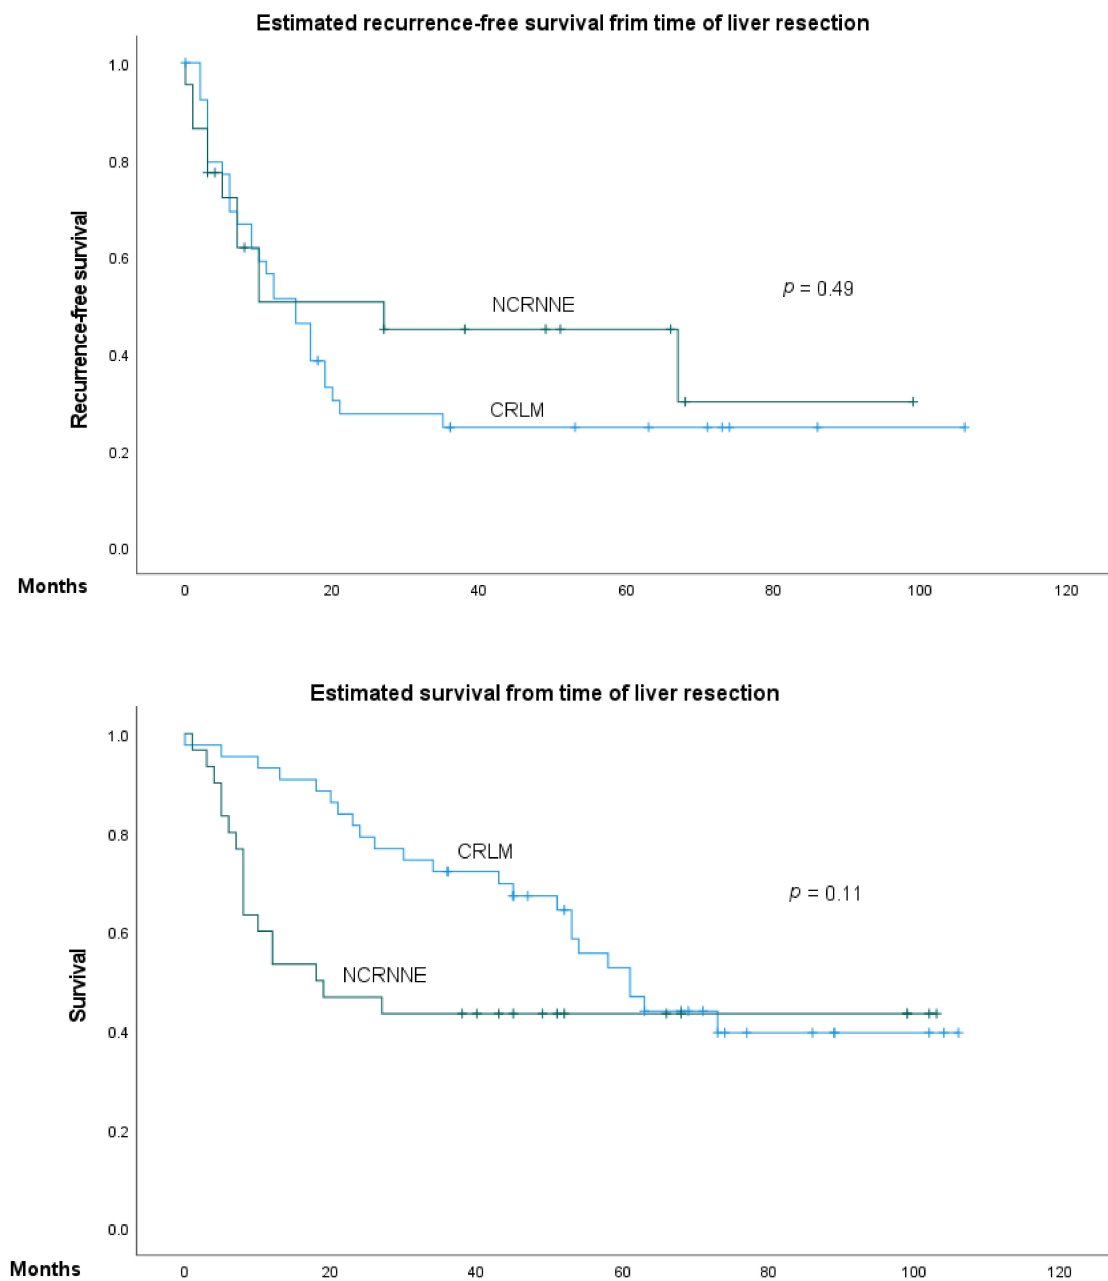 Estimated recurrence-free survival frim time of liver resection
1.0
0.8
0.6
0.4
0.2
0.0
Recurrence-free survival
NCRNNE
p = 0.49
CRLM
Months
0 20 40 60 80 100 120
Estimated survival from time of liver resection
1.0
0.8
0.6
0.4
0.2
0.0
Survival
CRLM
p = 0.11
NCRNNE
Months
0 20 40 60 80 100 120